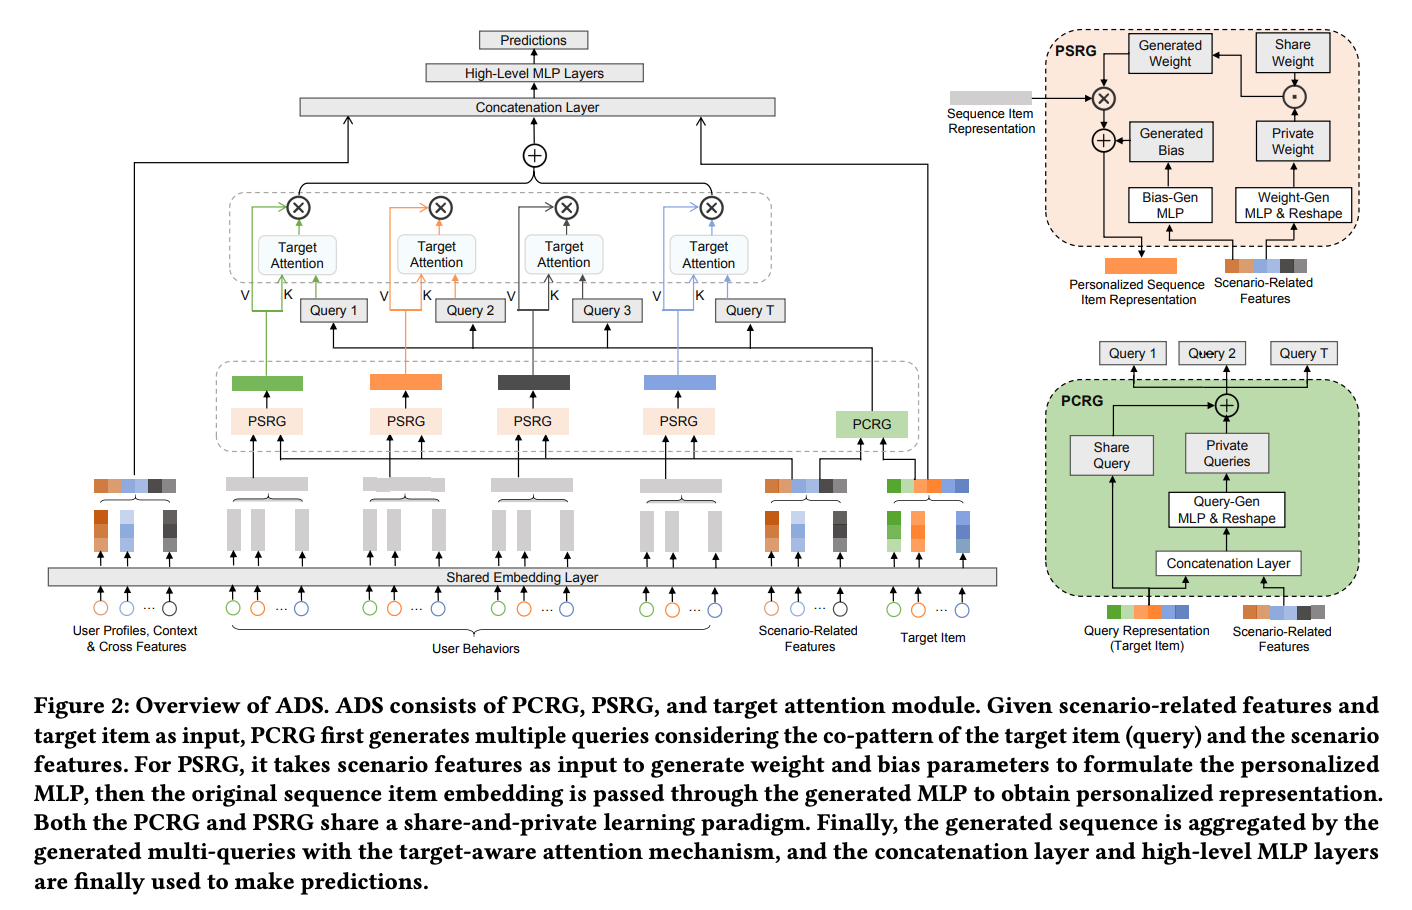 Predictions
High-Level MLP Layers
Concatenation Layer
Target
Attention
Target
Attention
Target
Attention
Target
Attention
V
K
V
K
V
K
V
K
Query 1
Query 2
Query 3
Query T
PSRG
PSRG
PSRG
PSRG
PCRG
Shared Embedding Layer
...
...
...
...
...
...
...
User Profiles, Context
& Cross Features
User Behaviors
Scenario-Related
Features
Target Item
PSRG
Generated
Weight
Share
Weight
Sequence Item
Representation
Generated
Bias
Private
Weight
Bias-Gen
MLP
Weight-Gen
MLP & Reshape
Personalized Sequence
Item Representation
Scenario-Related
Features
Query 1
Query 2
Query T
PCRG
Share
Query
Private
Queries
Query-Gen
MLP & Reshape
Concatenation Layer
Query Representation
(Target Item)
Scenario-Related
Features
Figure 2: Overview of ADS. ADS consists of PCRG, PSRG, and target attention module. Given scenario-related features and
target item as input, PCRG first generates multiple queries considering the co-pattern of the target item (query) and the scenario
features. For PSRG, it takes scenario features as input to generate weight and bias parameters to formulate the personalized
MLP, then the original sequence item embedding is passed through the generated MLP to obtain personalized representation.
Both the PCRG and PSRG share a share-and-private learning paradigm. Finally, the generated sequence is aggregated by the
generated multi-queries with the target-aware attention mechanism, and the concatenation layer and high-level MLP layers
are finally used to make predictions.